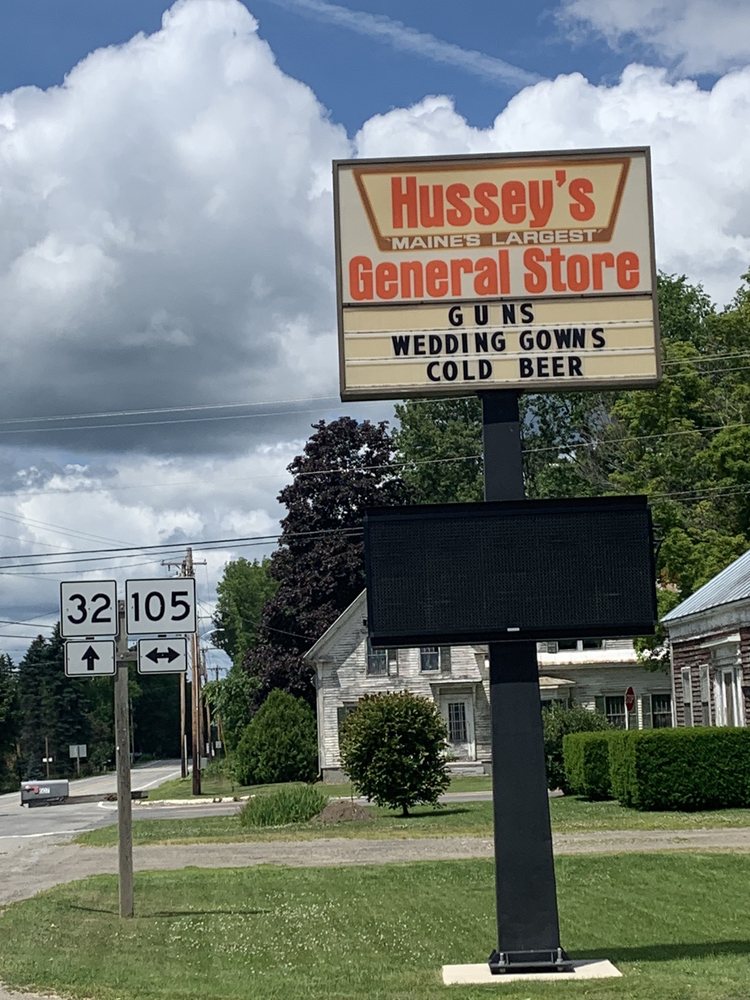 Hussey's
MAINE'S LARGEST
General Store
GUNS
WEDDING GOWNS
COLD BEER
32
105